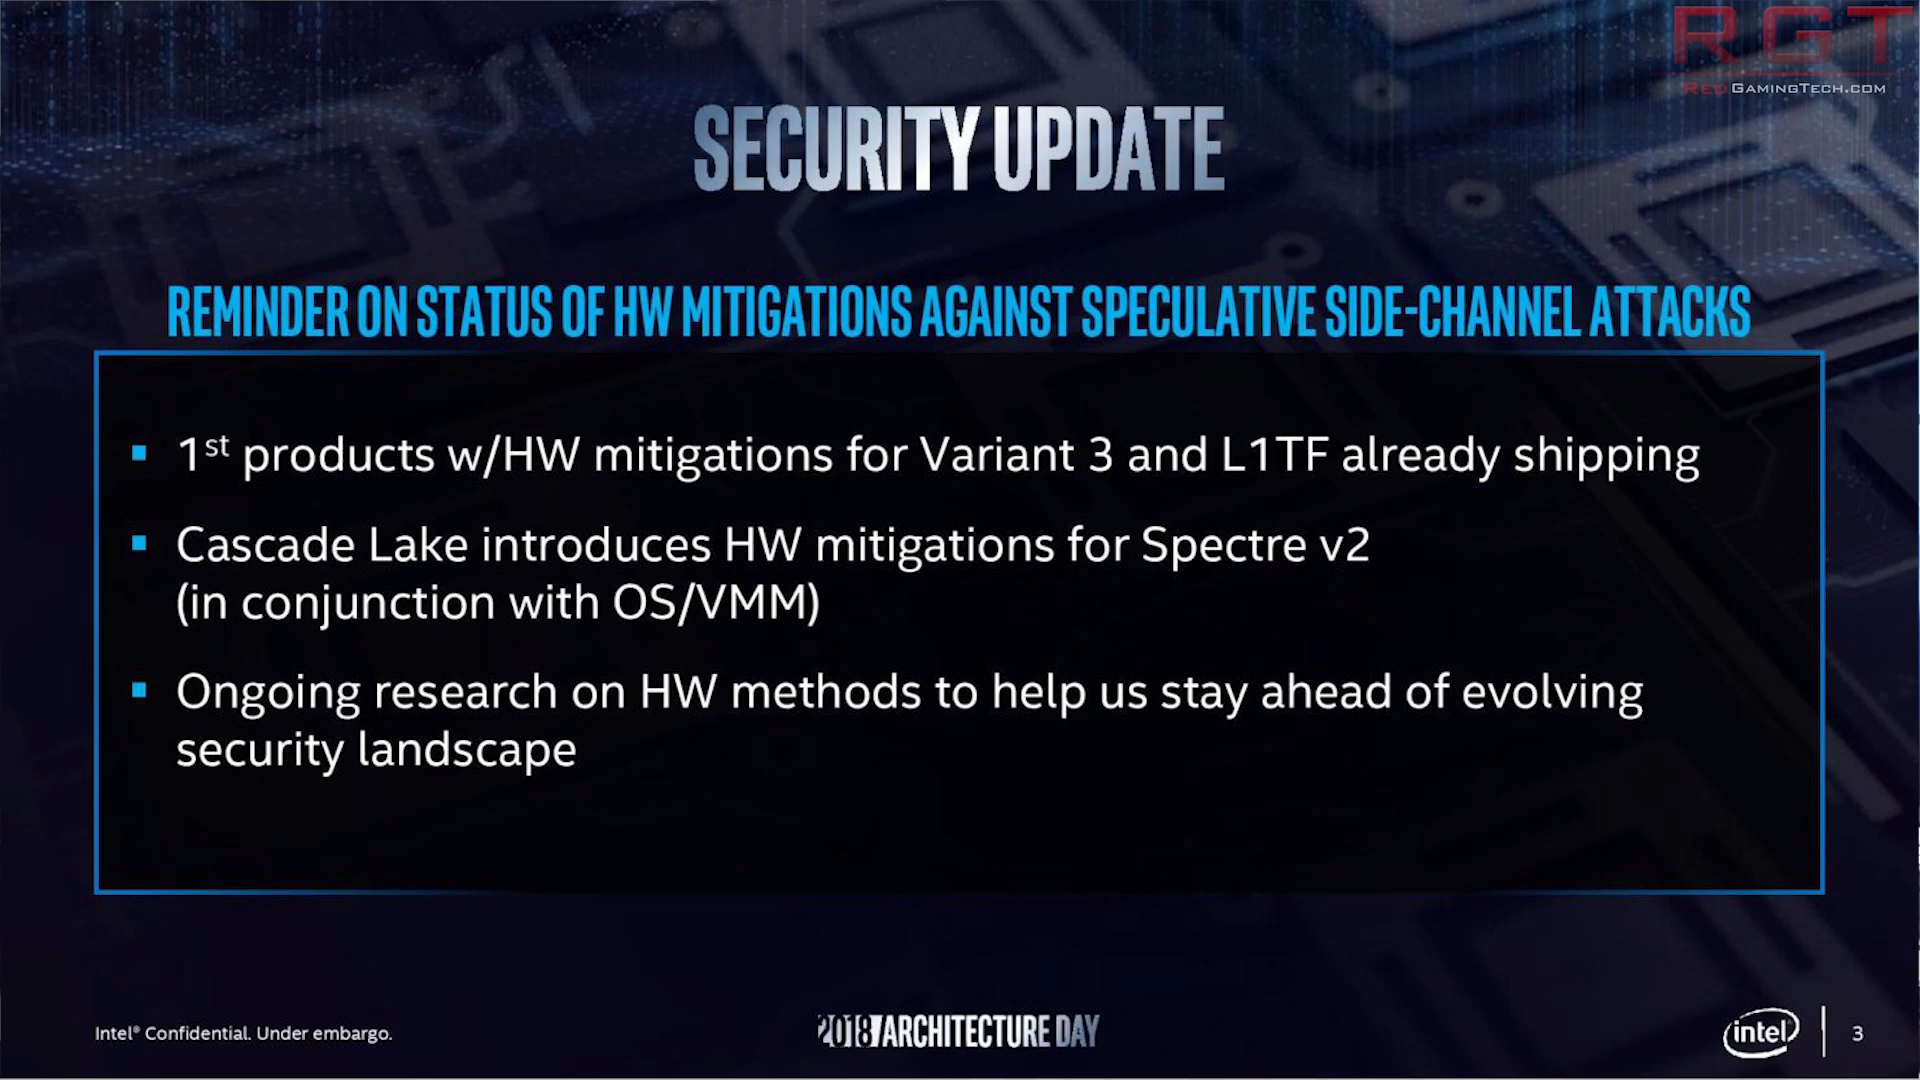 RGT
RED GAMINGTECH.COM
SECURITY UPDATE
REMINDER ON STATUS OF HW MITIGATIONS AGAINST SPECULATIVE SIDE-CHANNEL ATTACKS
▪ 1st products w/HW mitigations for Variant 3 and L1TF already shipping
▪ Cascade Lake introduces HW mitigations for Spectre v2
(in conjunction with OS/VMM)
▪ Ongoing research on HW methods to help us stay ahead of evolving
security landscape
Intel® Confidential. Under embargo.
2018 ARCHITECTURE DAY
intel
3